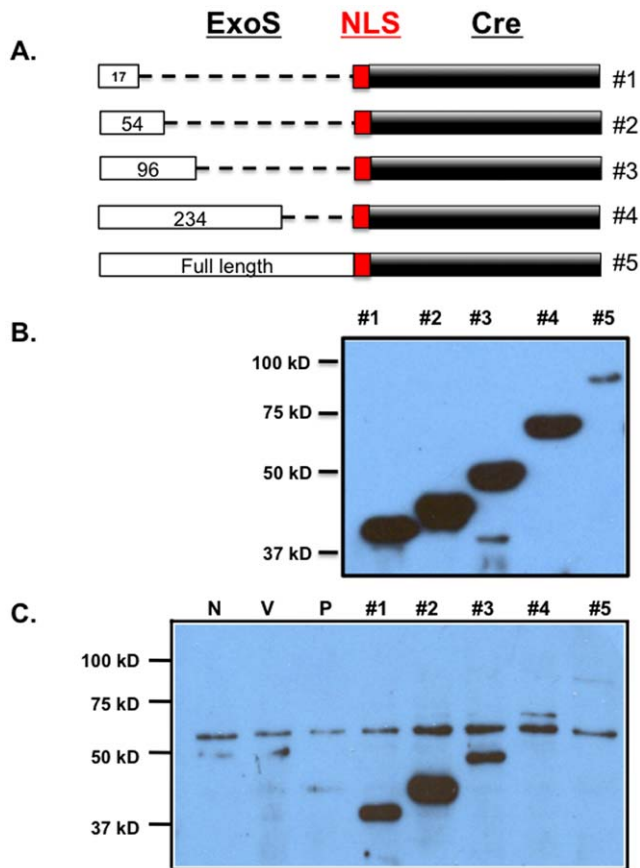 ExoS NLS Cre
A.
17 #1
54 #2
96 #3
234 #4
Full length #5
B.
#1 #2 #3 #4 #5
100 kD
75 kD
50 kD
37 kD
C.
N V P #1 #2 #3 #4 #5
100 kD
75 kD
50 kD
37 kD